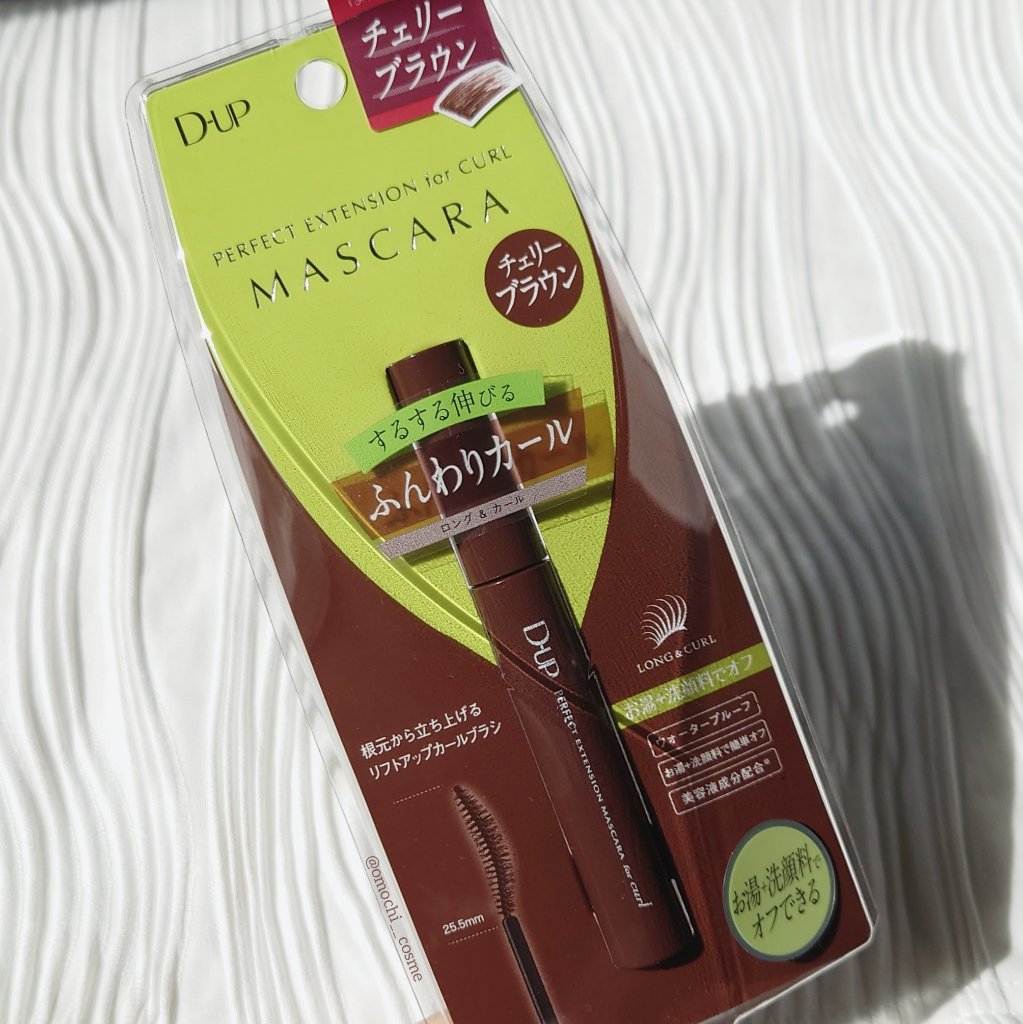 チェリー
ブラウン
D-UP
PERFECT EXTENSION for CURL
MASCARA
チェリー
ブラウン
するする伸びる
ふんわりカール
ロング & カール
D-UP PERFECT EXTENSION MASCARA for curl
LONG & CURL
お湯+洗顔料でオフ
ウォータープルーフ
お湯+洗顔料で簡単オフ
美容液成分配合※
根元から立ち上げる
リフトアップカールブラシ
25.5mm
お湯+洗顔料で
オフできる
@omochi__cosme